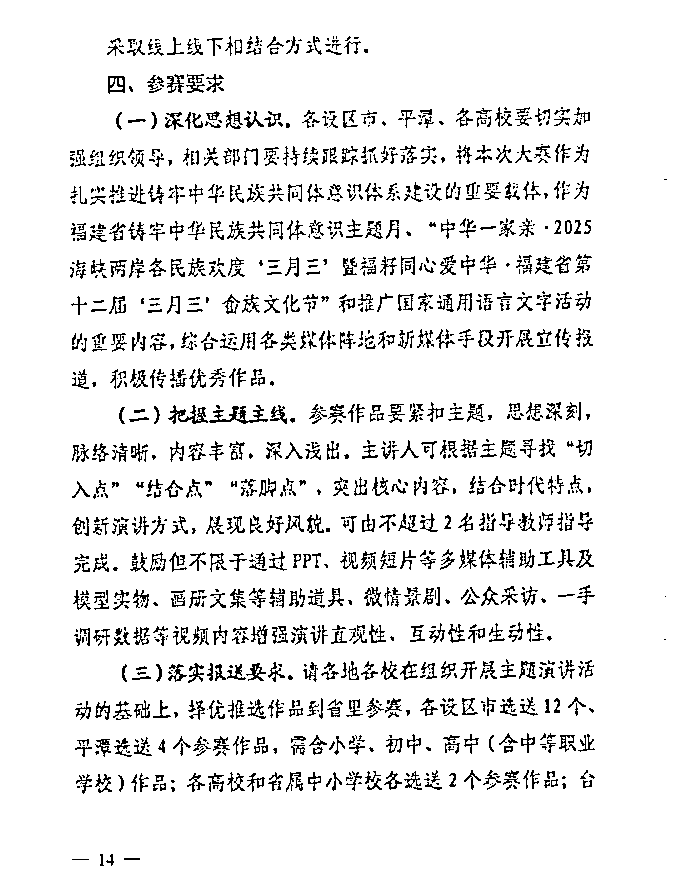 采取线上线下相结合方式进行。
四、参赛要求
（一）深化思想认识。各设区市、平潭、各高校要切实加
强组织领导，相关部门要持续跟踪抓好落实，将本次大赛作为
扎实推进铸牢中华民族共同体意识体系建设的重要载体，作为
福建省铸牢中华民族共同体意识主题月、“中华一家亲·2025
海峡两岸各民族欢度‘三月三’暨福籽同心爱中华·福建省第
十二届‘三月三’畲族文化节”和推广国家通用语言文字活动
的重要内容，综合运用各类媒体阵地和新媒体手段开展宣传报
道，积极传播优秀作品。
（二）把握主题主线。参赛作品要紧扣主题，思想深刻，
脉络清晰，内容丰富，深入浅出。主讲人可根据主题寻找“切
入点”“结合点”“落脚点”，突出核心内容，结合时代特点，
创新演讲方式，展现良好风貌。可由不超过2名指导教师指导
完成。鼓励但不限于通过PPT、视频短片等多媒体辅助工具及
模型实物、画册文集等辅助道具、微情景剧、公众采访、一手
调研数据等视频内容增强演讲直观性、互动性和生动性。
（三）落实报送要求。请各地各校在组织开展主题演讲活
动的基础上，择优推选作品到省里参赛，各设区市选送12个、
平潭选送4个参赛作品，需含小学、初中、高中（含中等职业
学校）作品；各高校和省属中小学校各选送2个参赛作品；台
— 14 —